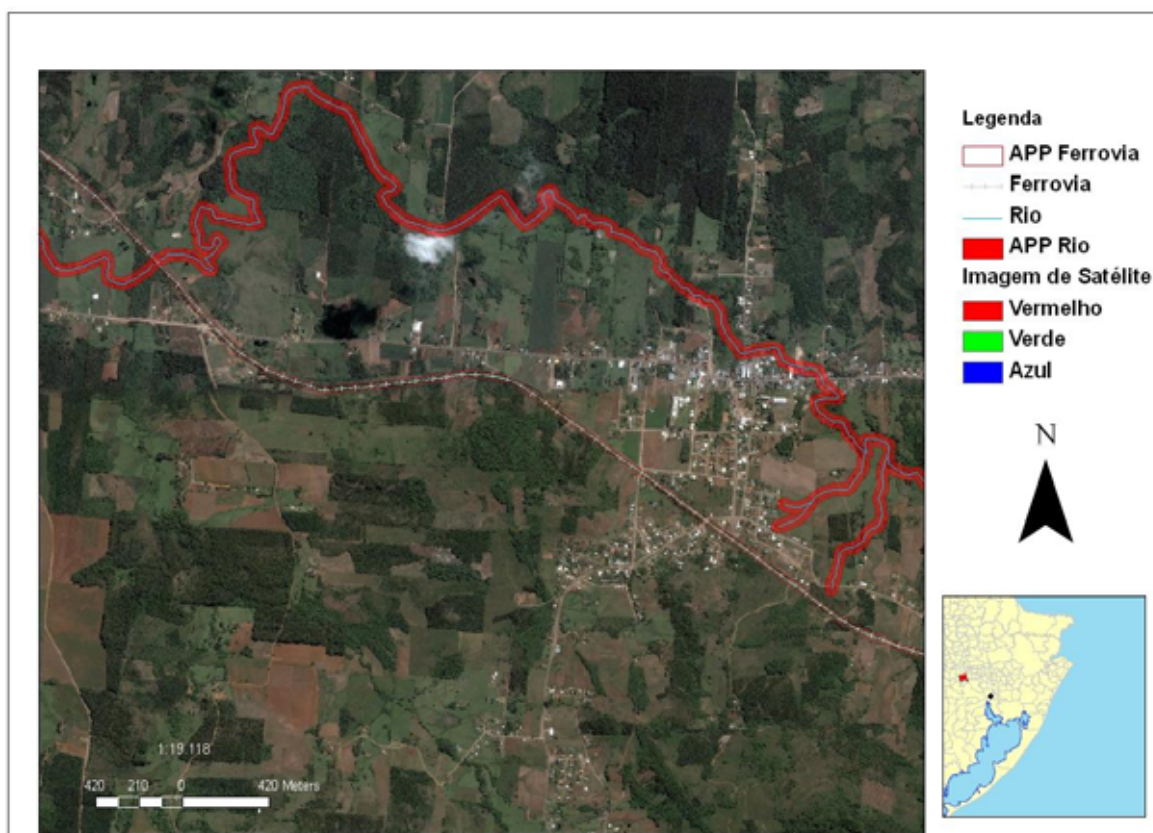 Legenda
APP Ferrovia
Ferrovia
Rio
APP Rio
Imagem de Satélite
Vermelho
Verde
Azul
N
1:19.118
420 210 0 420 Meters